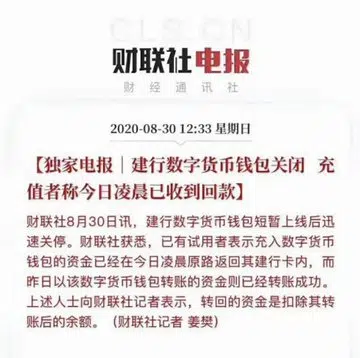 CLS.CN
财联社电报
财经通讯社
2020-08-30 12:33 星期日
【独家电报｜建行数字货币钱包关闭 充
值者称今日凌晨已收到回款】
财联社8月30日讯，建行数字货币钱包短暂上线后迅
速关停。财联社获悉，已有试用者表示充入数字货币
钱包的资金已经在今日凌晨原路返回其建行卡内，而
昨日以该数字货币钱包转账的资金则已经转账成功。
上述人士向财联社记者表示，转回的资金是扣除其转
账后的余额。（财联社记者 姜樊）